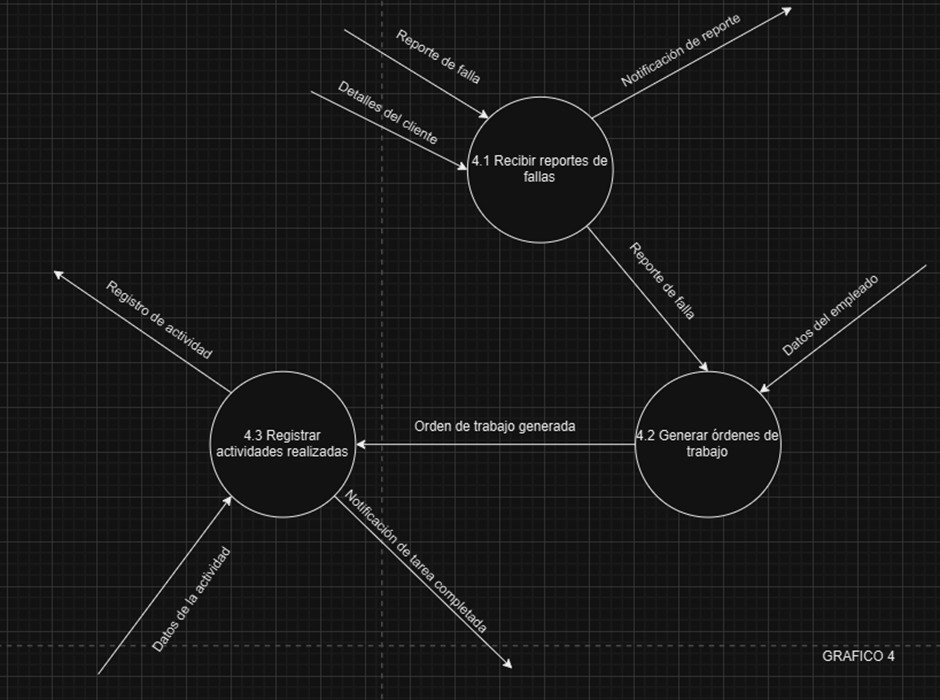 Reporte de falla
Notificación de reporte
Detalles del cliente
4.1 Recibir reportes de
fallas
Reporte de falla
Datos del empleado
Registro de actividad
Orden de trabajo generada
4.3 Registrar
actividades realizadas
4.2 Generar órdenes de
trabajo
Notificación de tarea completada
Datos de la actividad
GRAFICO 4